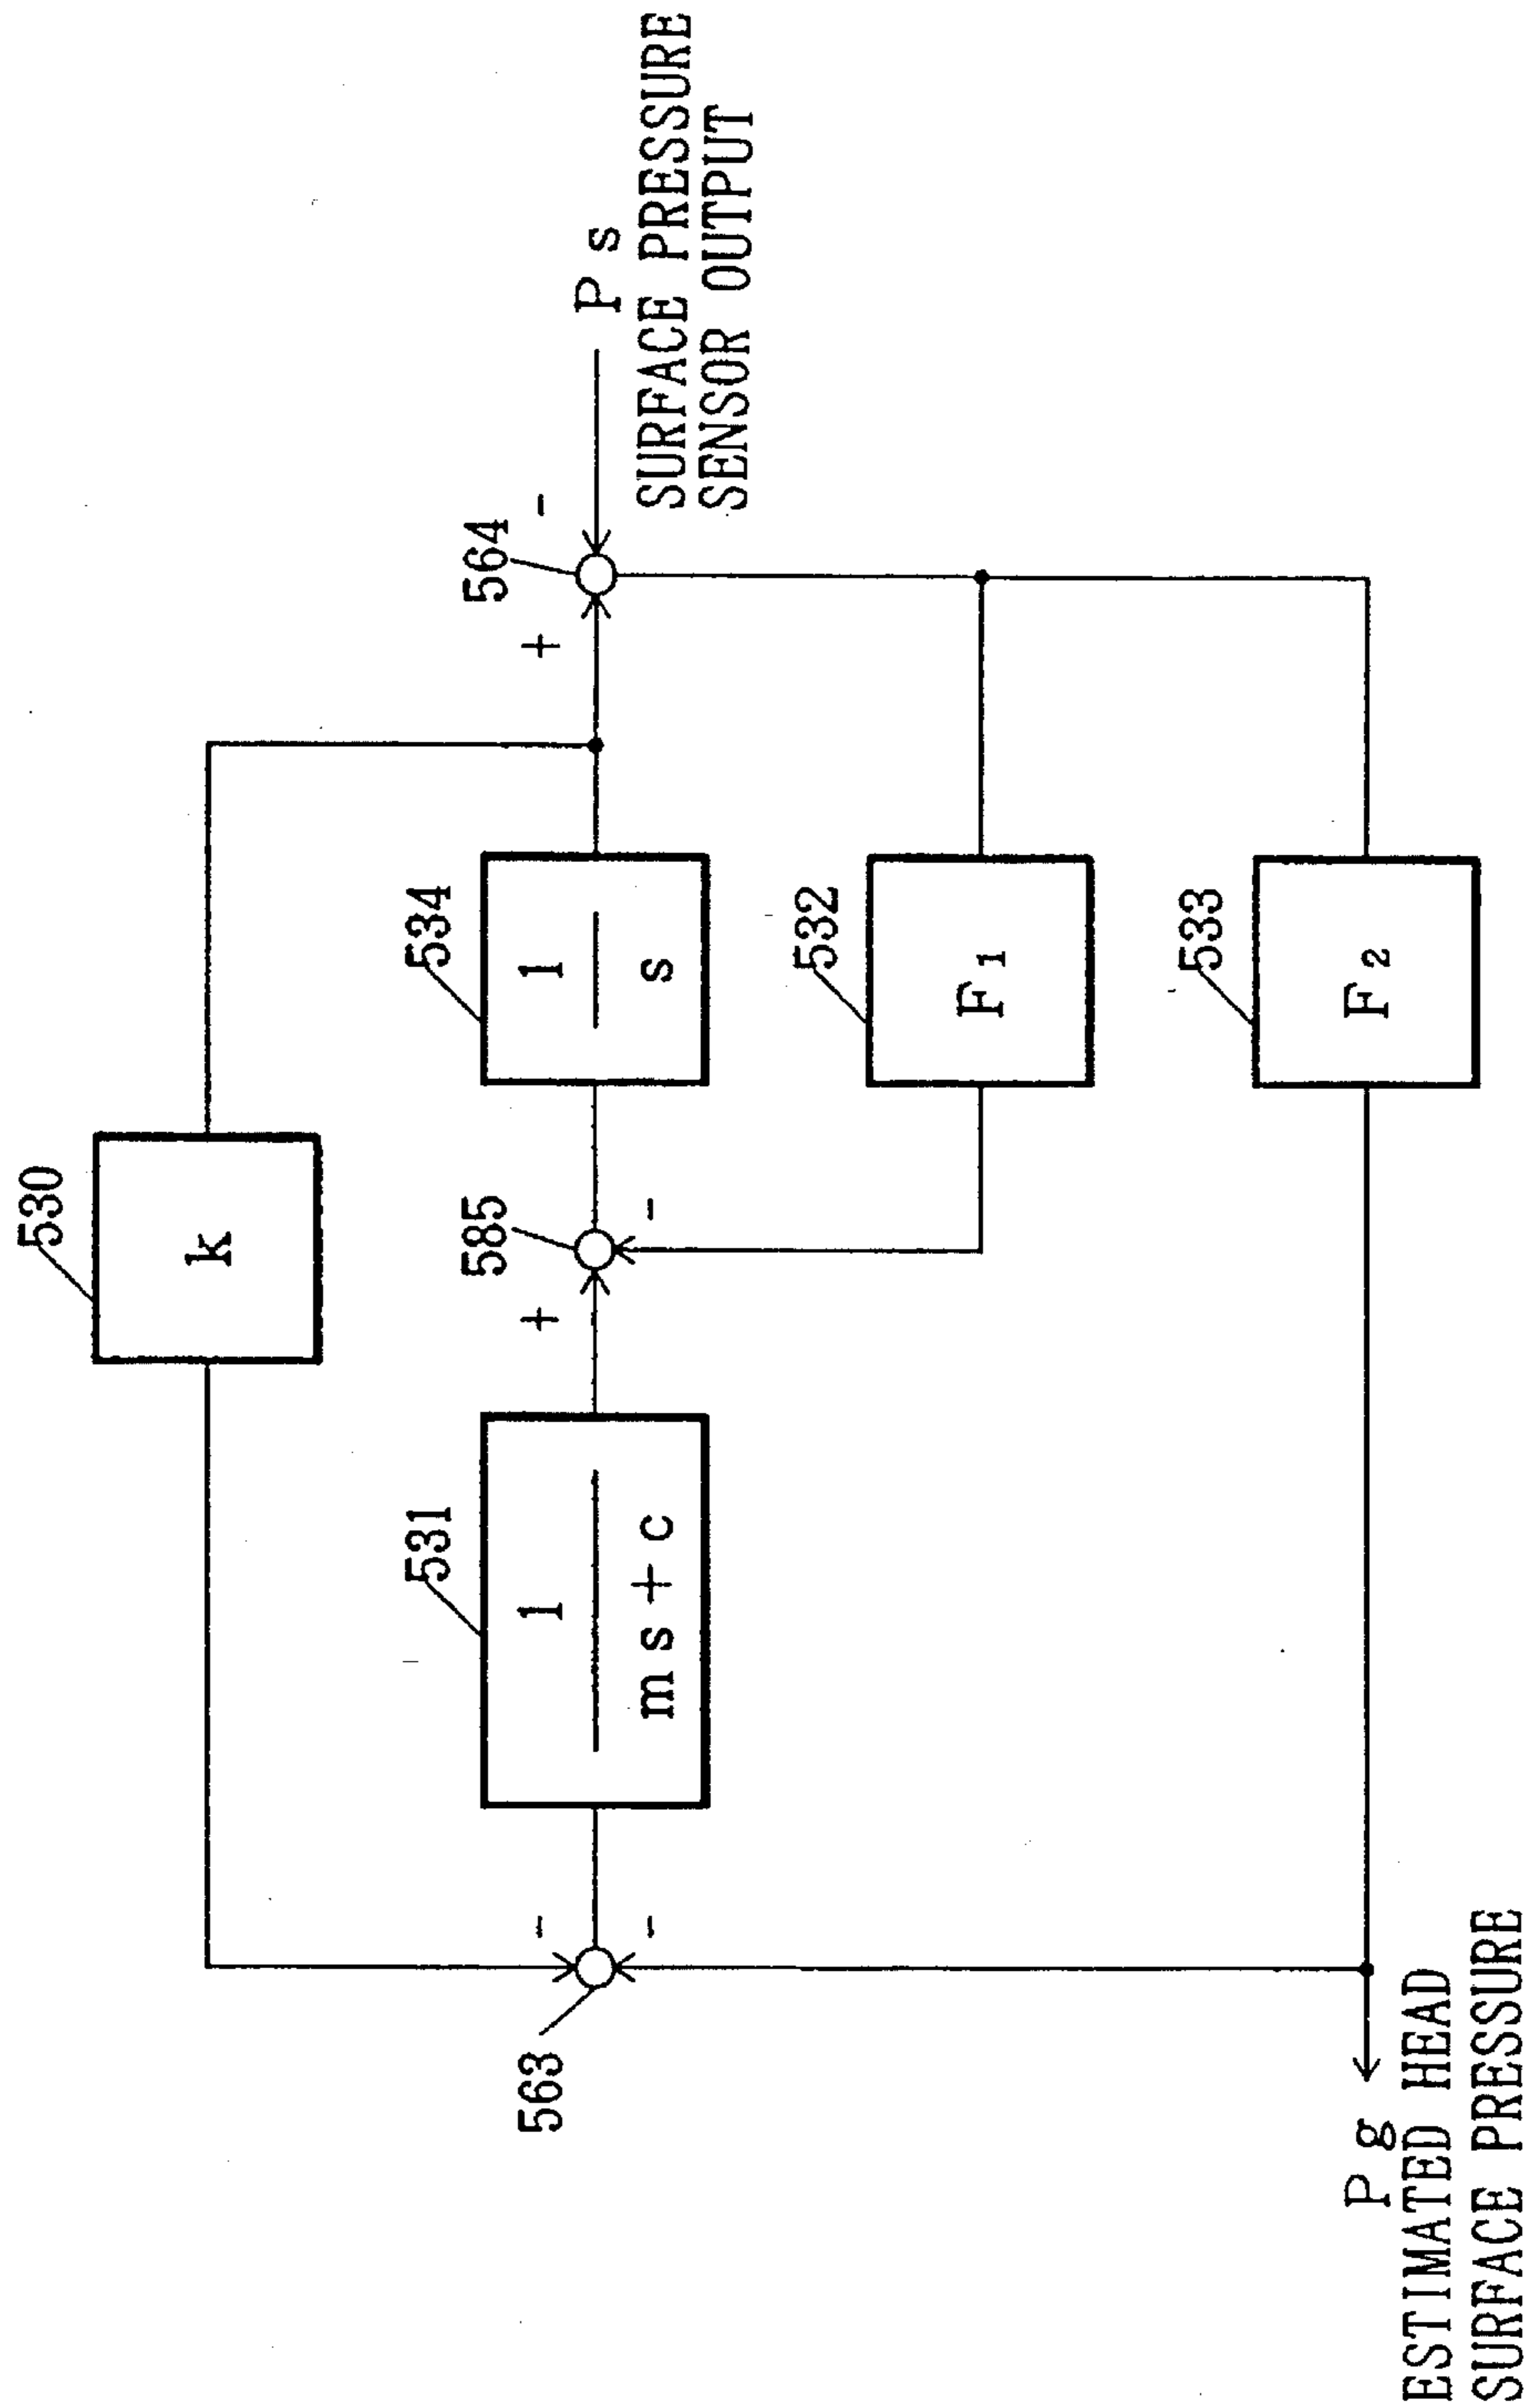 530
k
531
1
ms+c
534
1
s
563
-
-
585
+
-
564
+
-
532
F1
533
F2
Ps
SURFACE PRESSURE
SENSOR OUTPUT
Pg
ESTIMATED HEAD
SURFACE PRESSURE